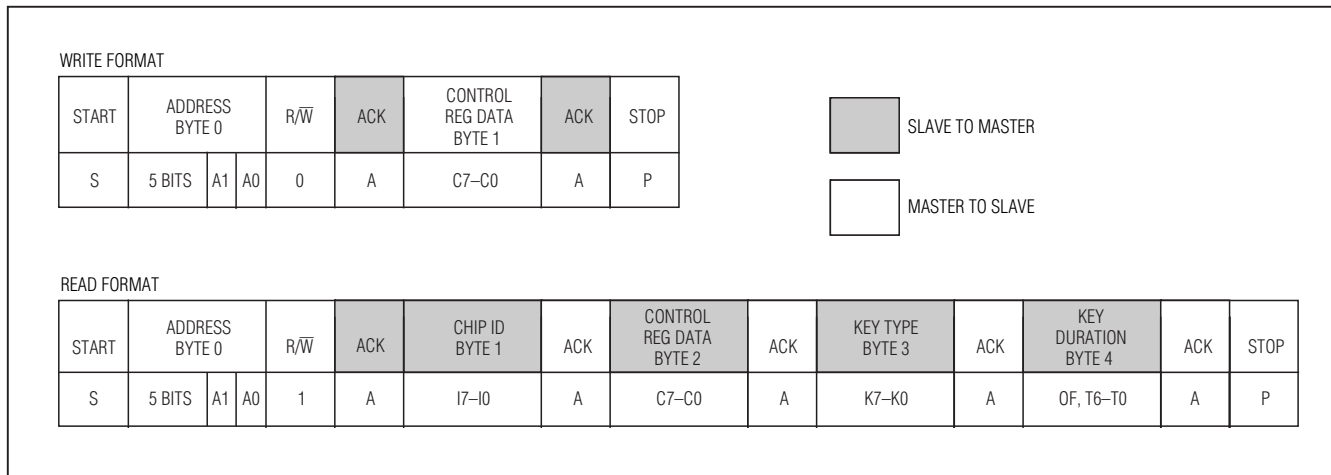 WRITE FORMAT
START
ADDRESS
BYTE 0
R/W̅
ACK
CONTROL
REG DATA
BYTE 1
ACK
STOP
S
5 BITS
A1
A0
0
A
C7–C0
A
P
SLAVE TO MASTER
MASTER TO SLAVE
READ FORMAT
START
ADDRESS
BYTE 0
R/W̅
ACK
CHIP ID
BYTE 1
ACK
CONTROL
REG DATA
BYTE 2
ACK
KEY TYPE
BYTE 3
ACK
KEY
DURATION
BYTE 4
ACK
STOP
S
5 BITS
A1
A0
1
A
I7–I0
A
C7–C0
A
K7–K0
A
OF, T6–T0
A
P